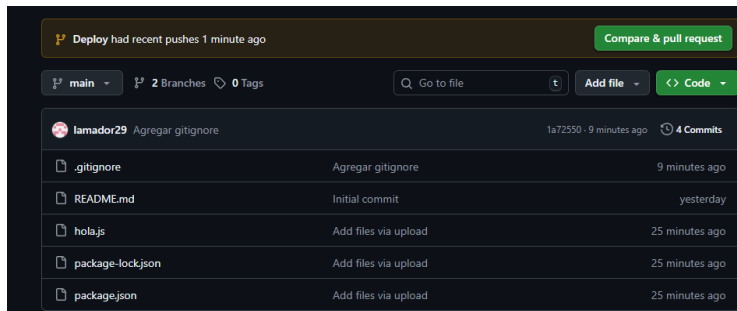 Deploy had recent pushes 1 minute ago
Compare & pull request
main 2 Branches 0 Tags Go to file t Add file <> Code
lamador29 Agregar gitignore 1a72550 · 9 minutes ago 4 Commits
.gitignore Agregar gitignore 9 minutes ago
README.md Initial commit yesterday
hola.js Add files via upload 25 minutes ago
package-lock.json Add files via upload 25 minutes ago
package.json Add files via upload 25 minutes ago